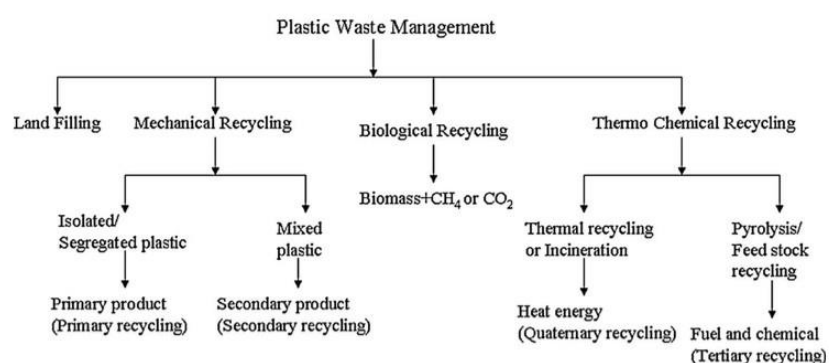 Plastic Waste Management
Land Filling
Mechanical Recycling
Biological Recycling
Thermo Chemical Recycling
Biomass+CH₄ or CO₂
Isolated/
Segregated plastic
Mixed
plastic
Thermal recycling
or Incineration
Pyrolysis/
Feed stock
recycling
Primary product
(Primary recycling)
Secondary product
(Secondary recycling)
Heat energy
(Quaternary recycling)
Fuel and chemical
(Tertiary recycling)